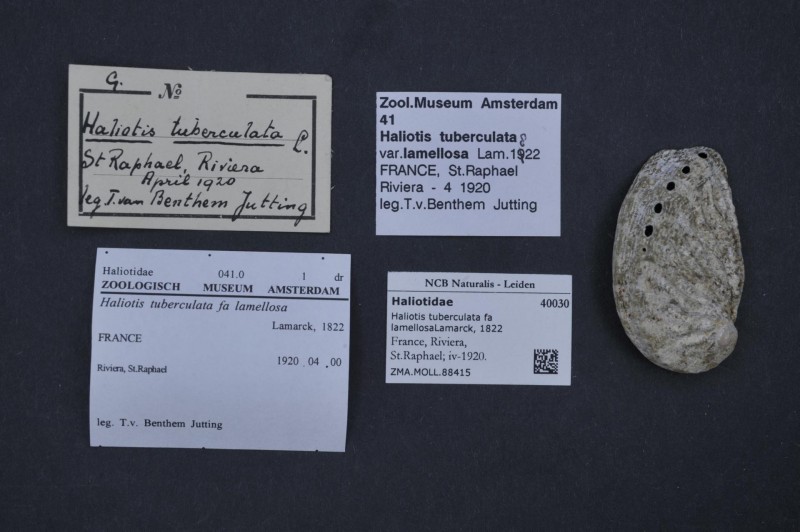 G.
№
Haliotis tuberculata L.
St Raphael, Riviera
April 1920
leg. T. van Benthem Jutting
Zool.Museum Amsterdam
41
Haliotis tuberculata
var.lamellosa Lam.1922
FRANCE, St.Raphael
Riviera - 4 1920
leg.T.v.Benthem Jutting
Haliotidae 041.0 1 dr
ZOOLOGISCH MUSEUM AMSTERDAM
Haliotis tuberculata fa lamellosa
Lamarck, 1822
FRANCE
1920 04 00
Riviera, St.Raphael
leg. T.v. Benthem Jutting
NCB Naturalis - Leiden
Haliotidae 40030
Haliotis tuberculata fa
lamellosaLamarck, 1822
France, Riviera,
St.Raphael; iv-1920.
ZMA.MOLL.88415